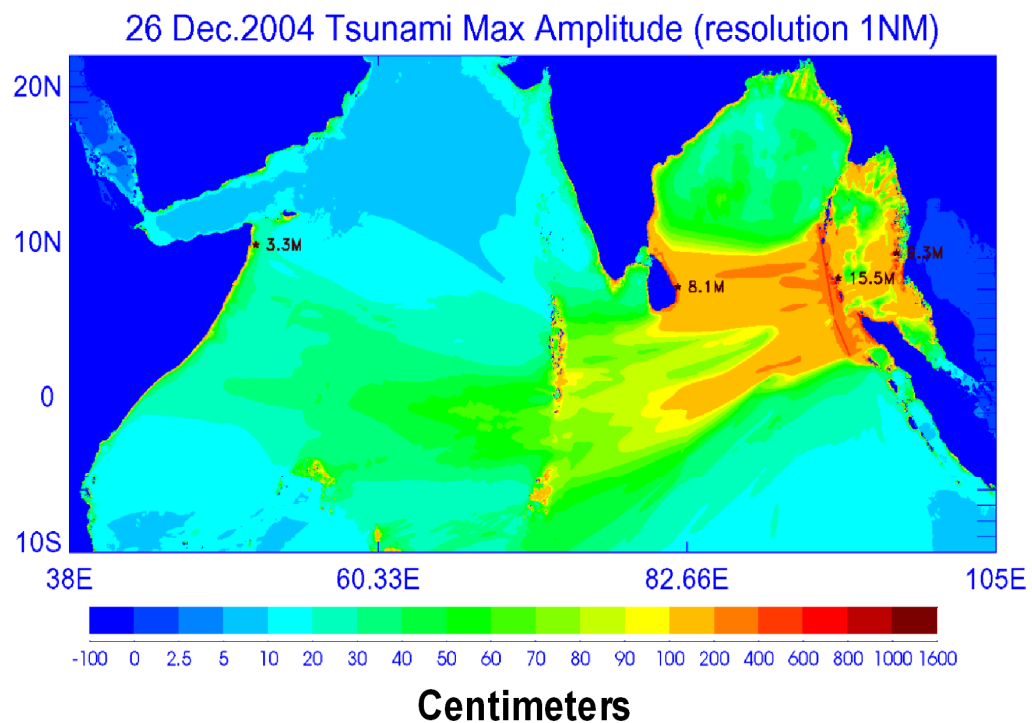 26 Dec.2004 Tsunami Max Amplitude (resolution 1NM)
20N
10N
3.3M
8.1M
15.5M
0
10S
38E 60.33E 82.66E 105E
-100 0 2.5 5 10 20 30 40 50 60 70 80 90 100 200 400 600 800 1000 1600
Centimeters